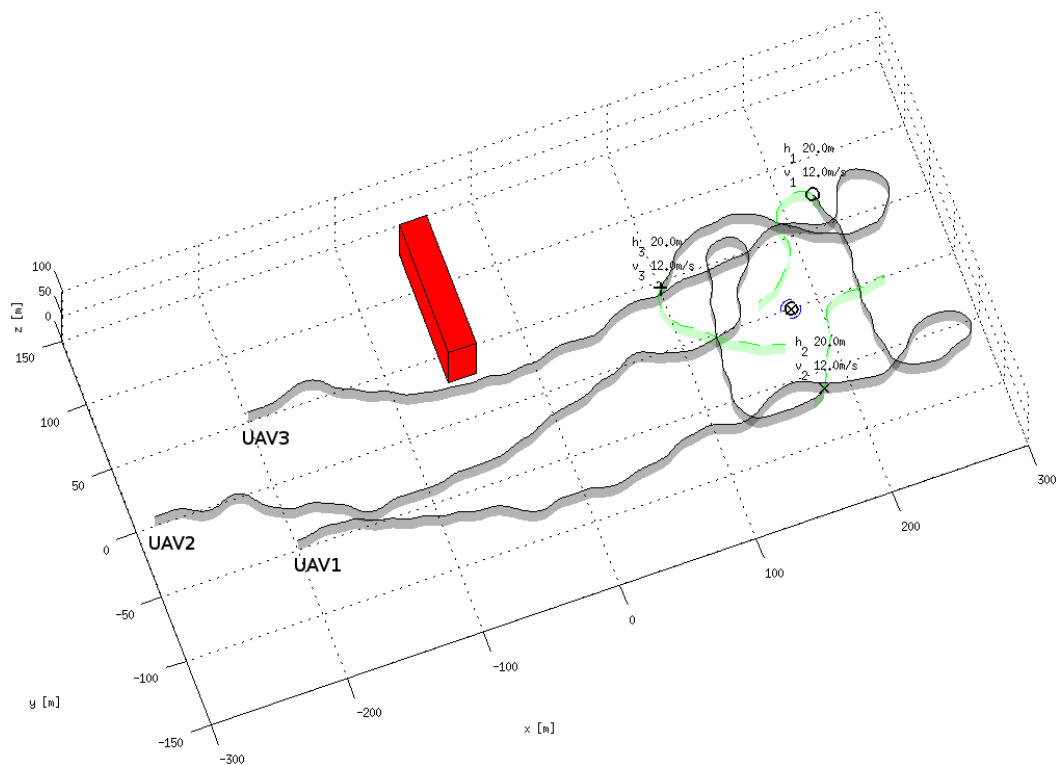 100
50
0
z [m]
150
100
50
0
-50
-100
-150
y [m]
-300
-200
-100
0
100
200
300
x [m]
h 1 20.0m
v 1 12.0m/s
h 3 20.0m
v 3 12.0m/s
h 2 20.0m
v 2 12.0m/s
UAV3
UAV2
UAV1